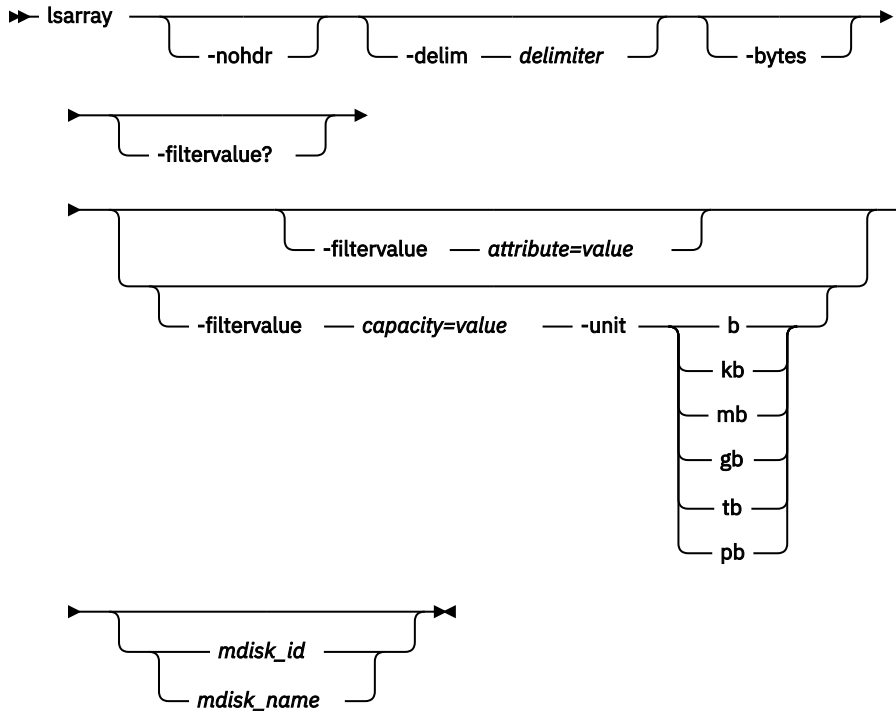 lsarray
-nohdr -delim delimiter -bytes
-filtervalue?
-filtervalue attribute=value
-filtervalue capacity=value -unit b
kb
mb
gb
tb
pb
mdisk_id
mdisk_name